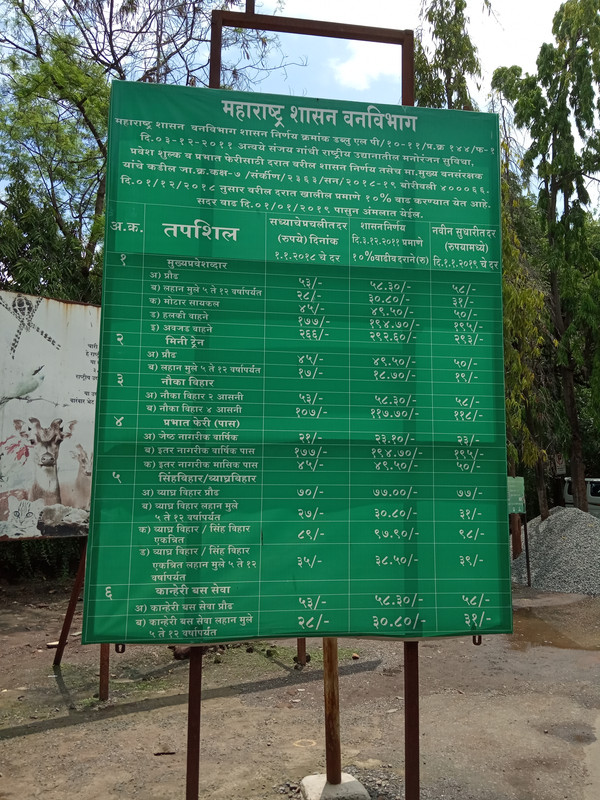 महाराष्ट्र शासन वनविभाग
महाराष्ट्र शासन वनविभाग शासन निर्णय क्रमांक डब्लु एल पी/१०-११/प्र.क्र १४४/फ-१
दि.०३-१२-२०११ अन्वये संजय गांधी राष्ट्रीय उद्यानातील मनोरंजन सुविधा,
प्रवेश शुल्क व प्रभात फेरीसाठी दरात वरील शासन निर्णय तसेच मा.मुख्य वनसंरक्षक
यांचे कडील जा.क्र.कक्ष-७ /संकीर्ण/२३६३/सन/२०१८-१९ बोरीवली ४०००६६.
दि.०१/१२/२०१८ नुसार वरील दरात खालील प्रमाणे १०% वाढ करण्यात येत आहे.
सदर वाढ दि.०१/०१/२०१९ पासुन अंमलात येईल.
अ.क्र. तपशिल सध्याचेप्रचलीतदर (रुपये) दिनांक १.१.२०१८ चे दर शासननिर्णय दि.३.१२.२०११ प्रमाणे १०%वाढीवदराने(रु) नवीन सुधारीतदर (रुपयामध्ये) दि.१.१.२०१९ चे दर
१ मुख्यप्रवेशव्दार
अ) प्रौढ ५३/- ५८.३०/- ५८/-
ब) लहान मुले ५ ते १२ वर्षापर्यंत २८/- ३०.८०/- ३१/-
क) मोटार सायकल ४५/- ४९.५०/- ५०/-
ड) हलकी वाहने १७७/- १९४.७०/- १९५/-
इ) अवजड वाहने २६६/- २९२.६०/- २९३/-
२ मिनी ट्रेन
अ) प्रौढ ४५/- ४९.५०/- ५०/-
ब) लहान मुले ५ ते १२ वर्षापर्यंत १७/- १८.७०/- १९/-
३ नौका विहार
अ) नौका विहार २ आसनी ५३/- ५८.३०/- ५८/-
ब) नौका विहार ४ आसनी १०७/- ११७.७०/- ११८/-
४ प्रभात फेरी (पास)
अ) जेष्ठ नागरीक वार्षिक २१/- २३.१०/- २३/-
ब) इतर नागरीक वार्षिक पास १७७/- १९४.७०/- १९५/-
क) इतर नागरीक मासिक पास ४५/- ४९.५०/- ५०/-
५ सिंहविहार/व्याघ्रविहार
अ) व्याघ्र विहार प्रौढ ७०/- ७७.००/- ७७/-
ब) व्याघ्र विहार लहान मुले
५ ते १२ वर्षापर्यंत २७/- ३०.८०/- ३१/-
क) व्याघ्र विहार / सिंह विहार
एकत्रित ८९/- ९७.९०/- ९८/-
ड) व्याघ्र विहार / सिंह विहार
एकत्रित लहान मुले ५ ते १२
वर्षापर्यंत ३५/- ३८.५०/- ३९/-
६ कान्हेरी बस सेवा
अ) कान्हेरी बस सेवा प्रौढ ५३/- ५८.३०/- ५८/-
ब) कान्हेरी बस सेवा लहान मुले
५ ते १२ वर्षापर्यंत २८/- ३०.८०/- ३१/-